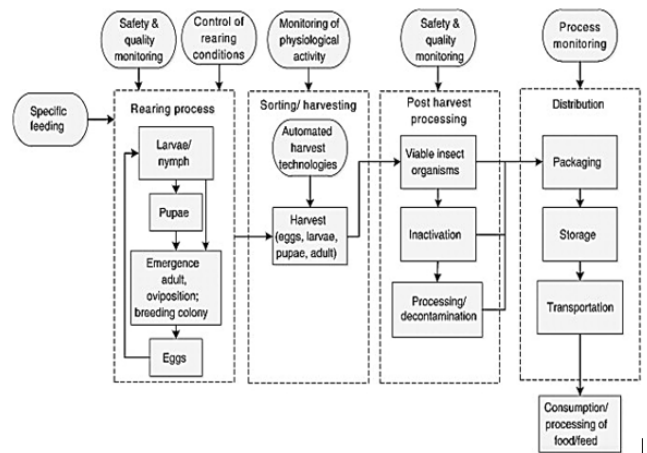 Safety &
quality
monitoring
Control of
rearing
conditions
Monitoring of
physiological
activity
Safety &
quality
monitoring
Process
monitoring
Specific
feeding
Rearing process
Larvae/
nymph
Pupae
Emergence
adult,
oviposition;
breeding colony
Eggs
Sorting/ harvesting
Automated
harvest
technologies
Harvest
(eggs, larvae,
pupae, adult)
Post harvest
processing
Viable insect
organisms
Inactivation
Processing/
decontamination
Distribution
Packaging
Storage
Transportation
Consumption/
processing of
food/feed